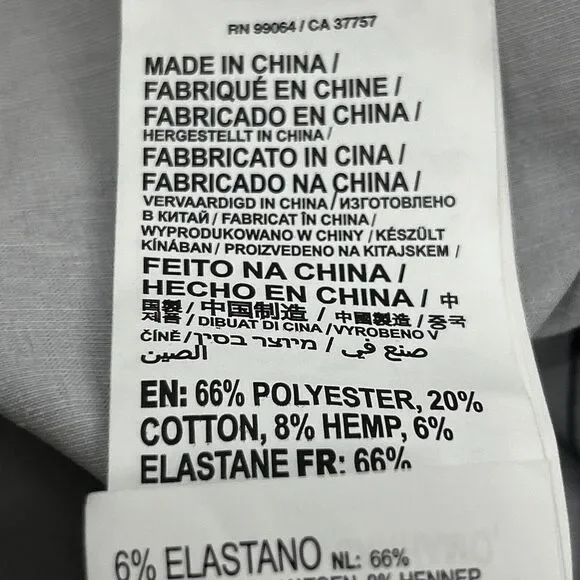 RN 99064 / CA 37757
MADE IN CHINA /
FABRIQUÉ EN CHINE /
FABRICADO EN CHINA /
HERGESTELLT IN CHINA /
FABBRICATO IN CINA /
FABRICADO NA CHINA /
VERVAARDIGD IN CHINA / ИЗГОТОВЛЕНО
В КИТАЙ / FABRICAT ÎN CHINA /
WYPRODUKOWANO W CHINY / KÉSZÜLT
KÍNÁBAN / PROIZVEDENO NA KITAJSKEM /
FEITO NA CHINA /
HECHO EN CHINA / 中
国製 / 中国制造 / 中國製造 / 중국
제품 / DIBUAT DI CINA / VYROBENO V
ČÍNĚ / מיוצר בסין / صنع في
الصين
EN: 66% POLYESTER, 20%
COTTON, 8% HEMP, 6%
ELASTANE FR: 66%
6% ELASTANO NL: 66%
8% HENNEP